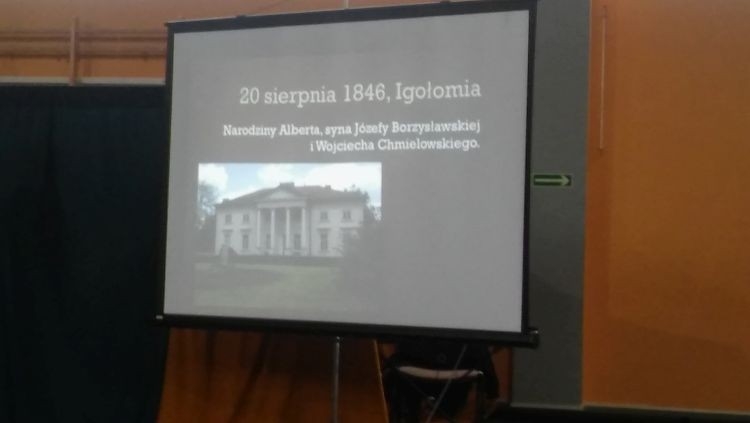 20 sierpnia 1846, Igołomia
Narodziny Alberta, syna Józefy Borzysławskiej
i Wojciecha Chmielowskiego.